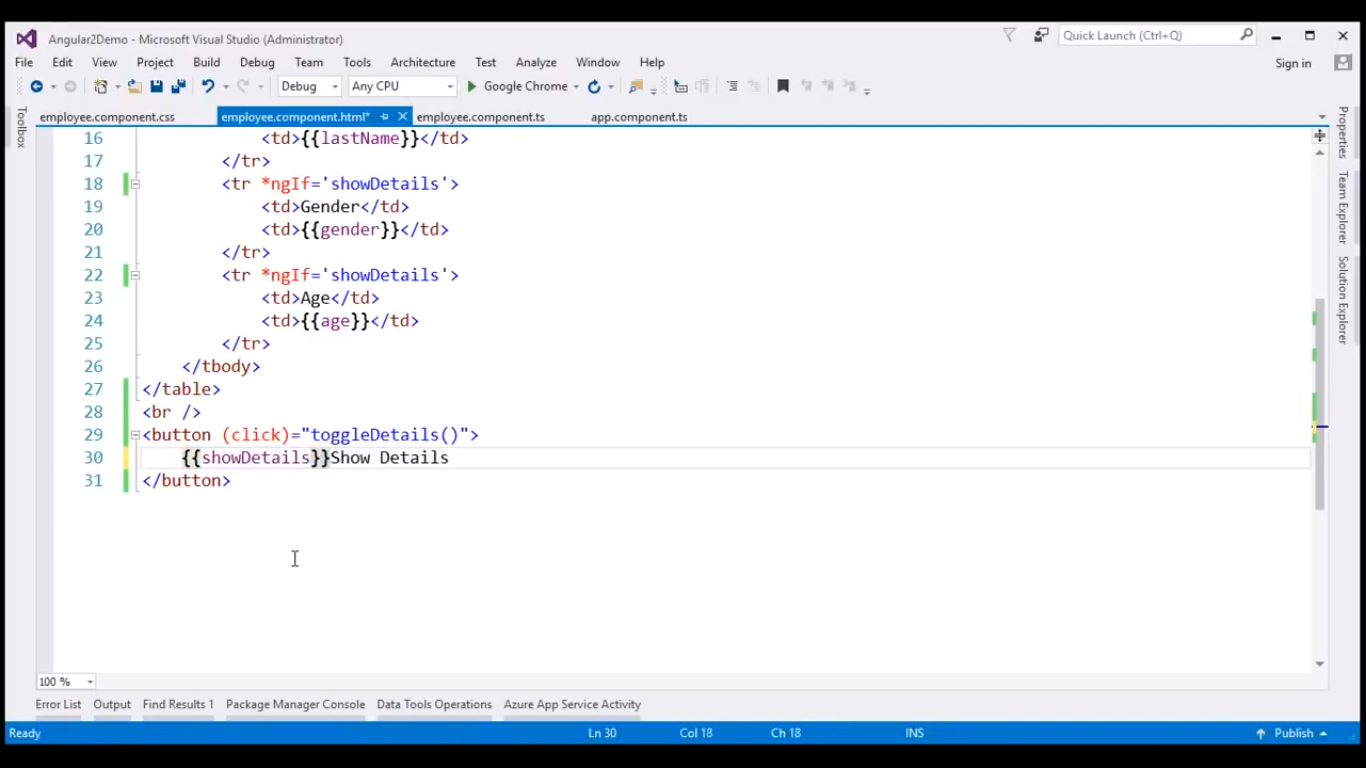 Angular2Demo - Microsoft Visual Studio (Administrator)
Quick Launch (Ctrl+Q)
File Edit View Project Build Debug Team Tools Architecture Test Analyze Window Help
Sign in
Debug Any CPU Google Chrome
employee.component.css employee.component.html* employee.component.ts app.component.ts
Toolbox
16 <td>{{lastName}}</td>
17 </tr>
18 <tr *ngIf='showDetails'>
19 <td>Gender</td>
20 <td>{{gender}}</td>
21 </tr>
22 <tr *ngIf='showDetails'>
23 <td>Age</td>
24 <td>{{age}}</td>
25 </tr>
26 </tbody>
27 </table>
28 <br />
29 <button (click)="toggleDetails()">
30 {{showDetails}}Show Details
31 </button>
Properties
Team Explorer
Solution Explorer
100 %
Error List Output Find Results 1 Package Manager Console Data Tools Operations Azure App Service Activity
Ready Ln 30 Col 18 Ch 18 INS Publish